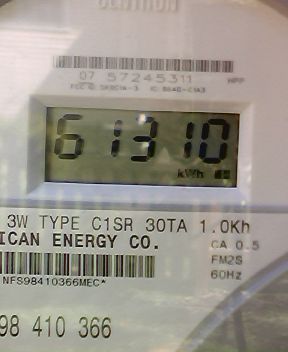 CENTRON
07 57245311 HPP
61310
kWh
3W TYPE C1SR 30TA 1.0Kh
ICAN ENERGY CO.
CA 0.5
FM2S
60Hz
NFS98410366MEC*
98 410 366